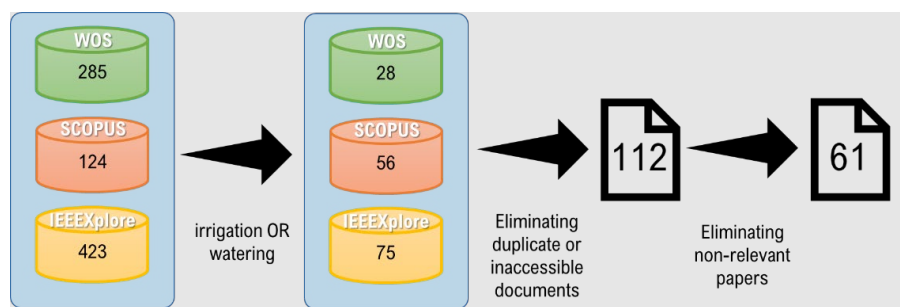 WOS
285
SCOPUS
124
IEEEXplore
423
irrigation OR
watering
WOS
28
SCOPUS
56
IEEEXplore
75
Eliminating
duplicate or
inaccessible
documents
112
Eliminating
non-relevant
papers
61